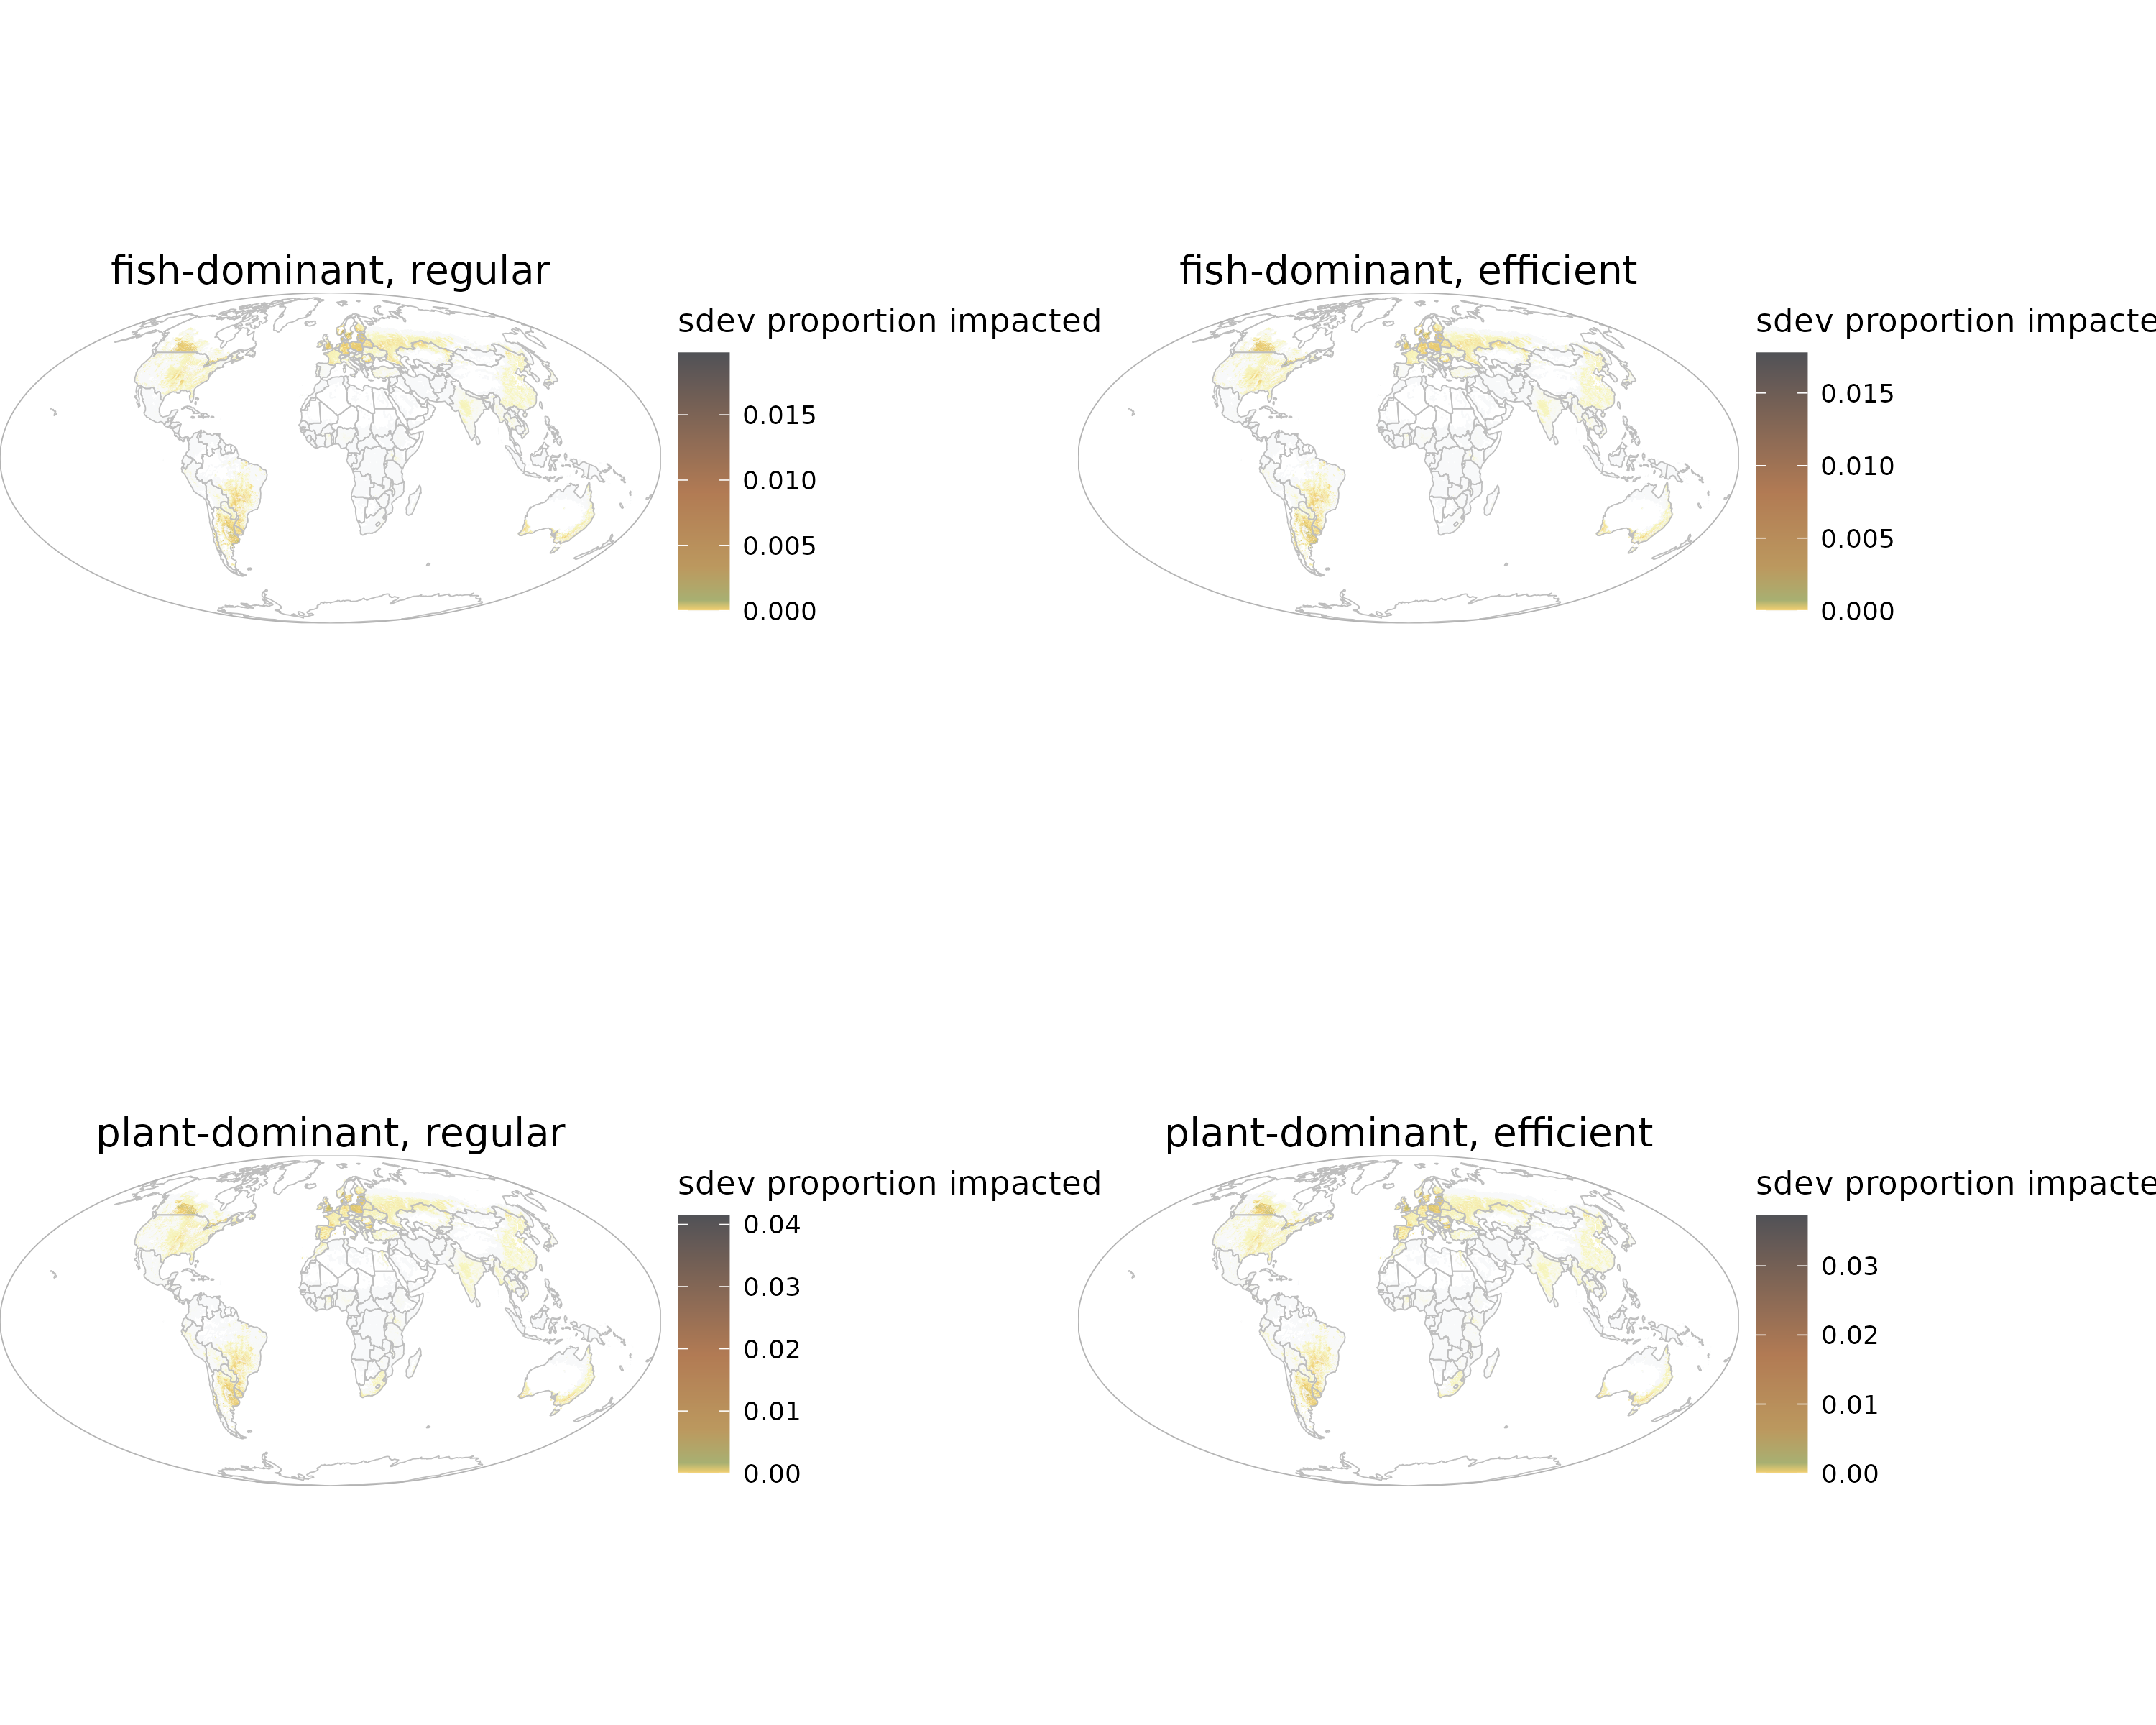 fish-dominant, regular
sdev proportion impacted
0.015
0.010
0.005
0.000
fish-dominant, efficient
sdev proportion impacte
0.015
0.010
0.005
0.000
plant-dominant, regular
sdev proportion impacted
0.04
0.03
0.02
0.01
0.00
plant-dominant, efficient
sdev proportion impacte
0.03
0.02
0.01
0.00